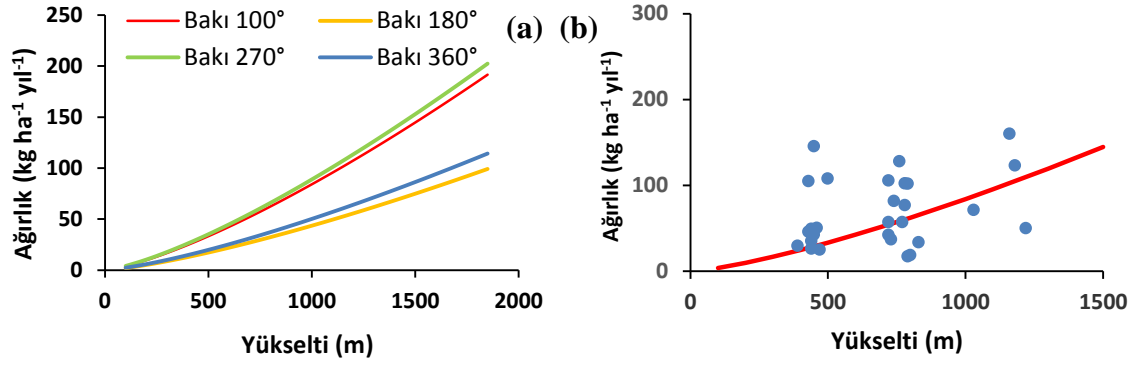 Ağırlık (kg ha-1 yıl-1)
250
200
150
100
50
0
Bakı 100° Bakı 180°
Bakı 270° Bakı 360°
0 500 1000 1500 2000
Yükselti (m)
(a) (b)
Ağırlık (kg ha-1 yıl-1)
300
200
100
0
0 500 1000 1500
Yükselti (m)